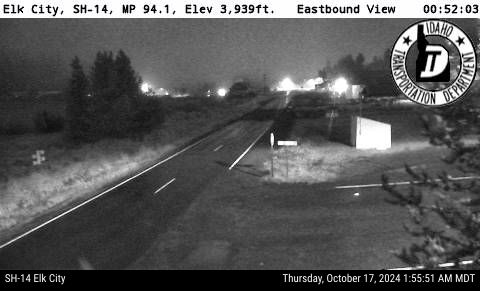 Elk City, SH-14, MP 94.1, Elev 3,939ft. Eastbound View 00:52:03
IDAHO
TRANSPORTATION DEPARTMENT
SH-14 Elk City Thursday, October 17, 2024 1:55:51 AM MDT